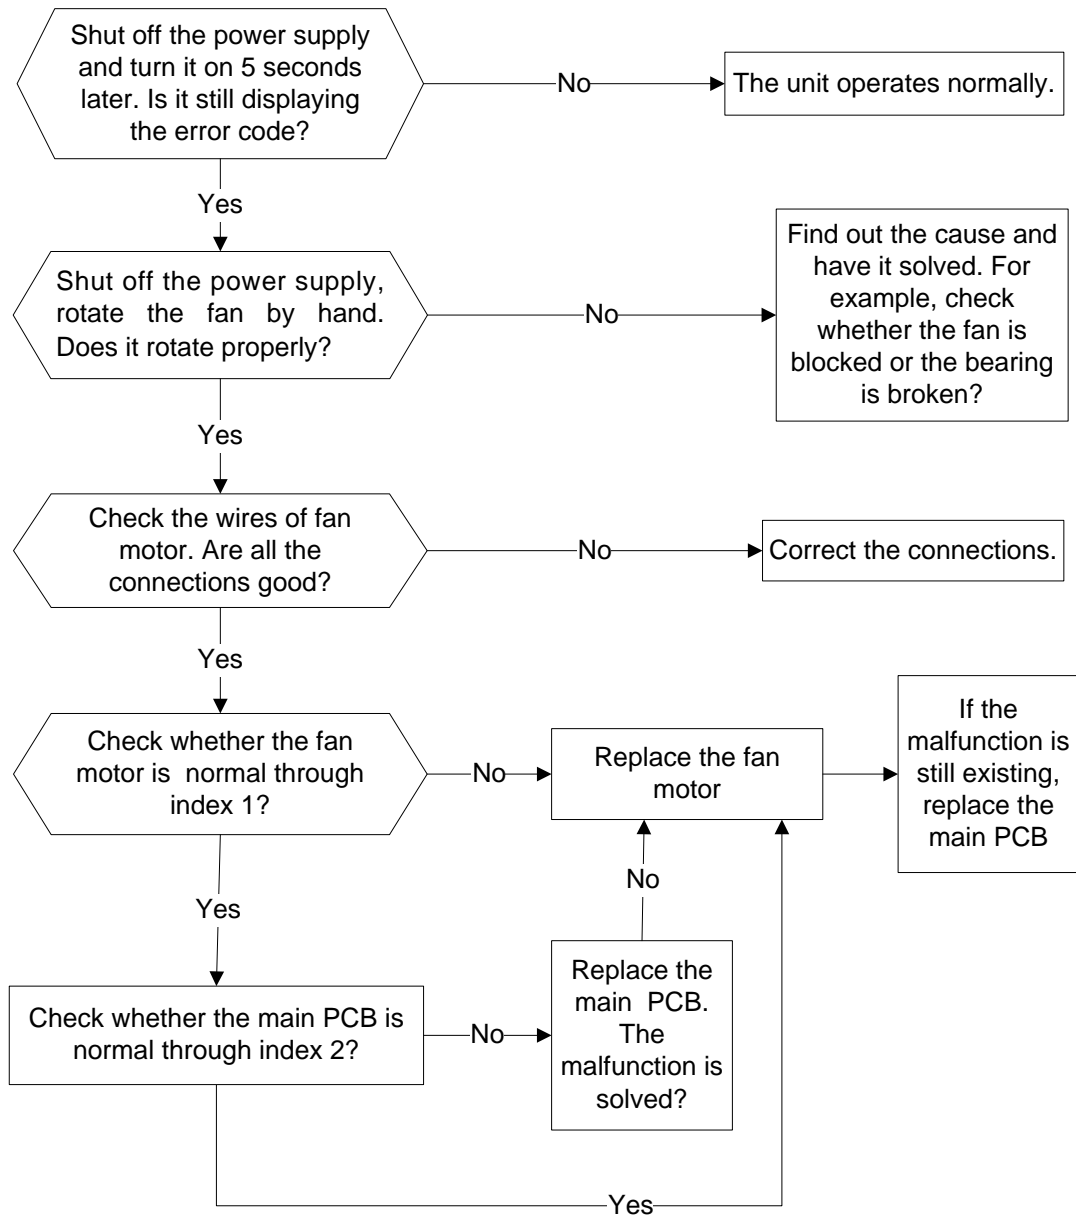 Shut off the power supply
and turn it on 5 seconds
later. Is it still displaying
the error code?
No
The unit operates normally.
Yes
Shut off the power supply,
rotate the fan by hand.
Does it rotate properly?
No
Find out the cause and
have it solved. For
example, check
whether the fan is
blocked or the bearing
is broken?
Yes
Check the wires of fan
motor. Are all the
connections good?
No
Correct the connections.
Yes
Check whether the fan
motor is normal through
index 1?
No
Replace the fan
motor
If the
malfunction is
still existing,
replace the
main PCB
Yes
No
Check whether the main PCB is
normal through index 2?
No
Replace the
main PCB.
The
malfunction is
solved?
Yes